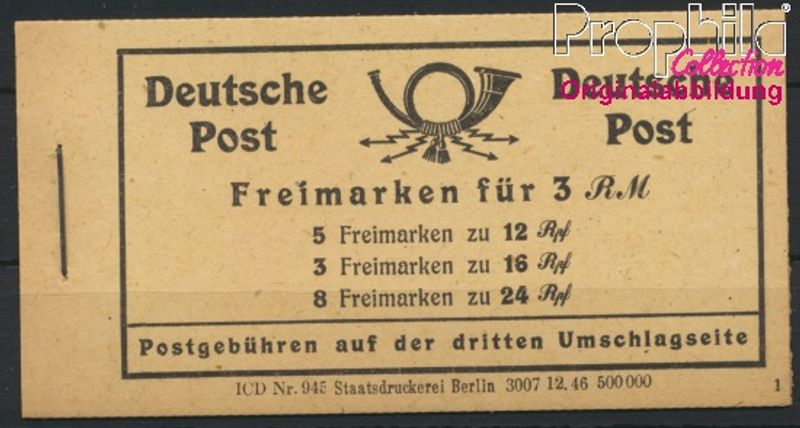 Prophila
Collection
Originalabbildung
Deutsche Post
Deutsche Post
Freimarken für 3 RM
5 Freimarken zu 12 Rpf
3 Freimarken zu 16 Rpf
8 Freimarken zu 24 Rpf
Postgebühren auf der dritten Umschlagseite
ICD Nr. 945 Staatsdruckerei Berlin 3007 12.46 500 000
1